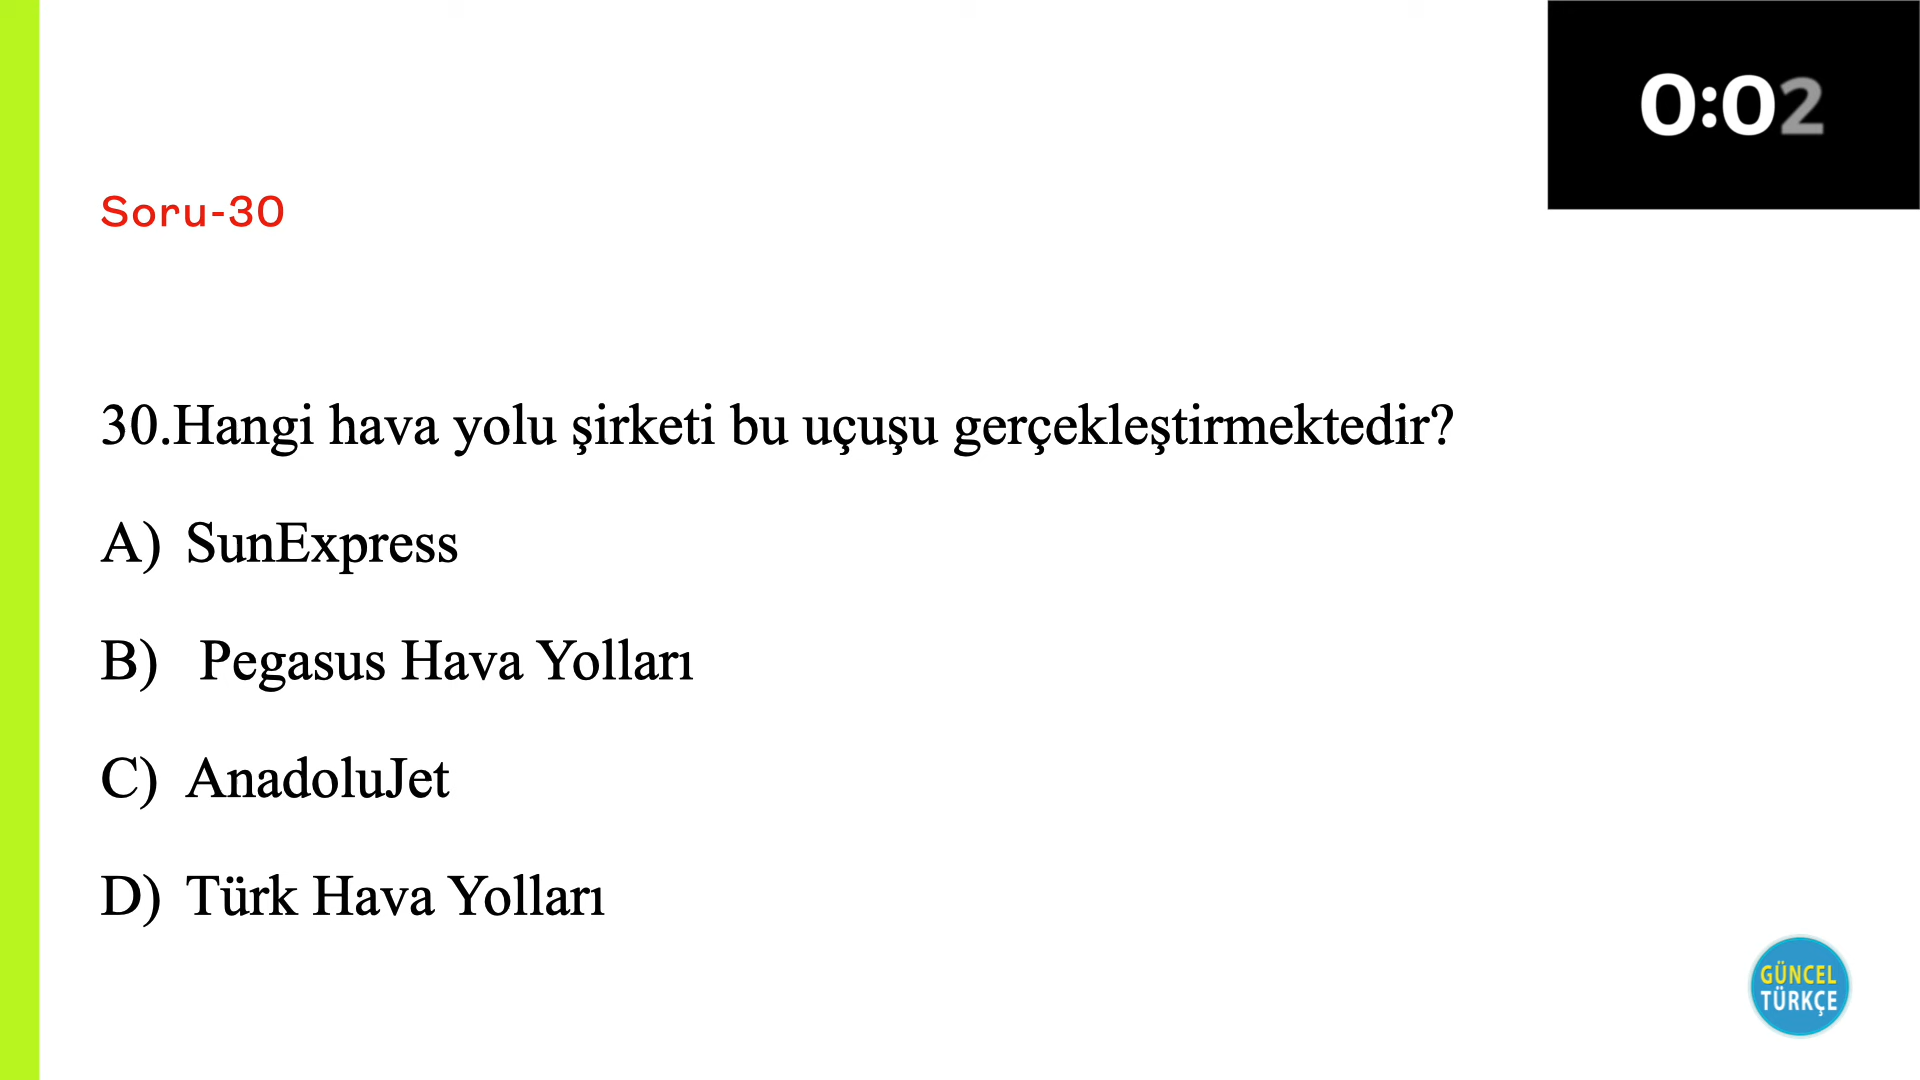 0:02
Soru-30
30.Hangi hava yolu şirketi bu uçuşu gerçekleştirmektedir?
A) SunExpress
B) Pegasus Hava Yolları
C) AnadoluJet
D) Türk Hava Yolları
GÜNCEL
TÜRKÇE